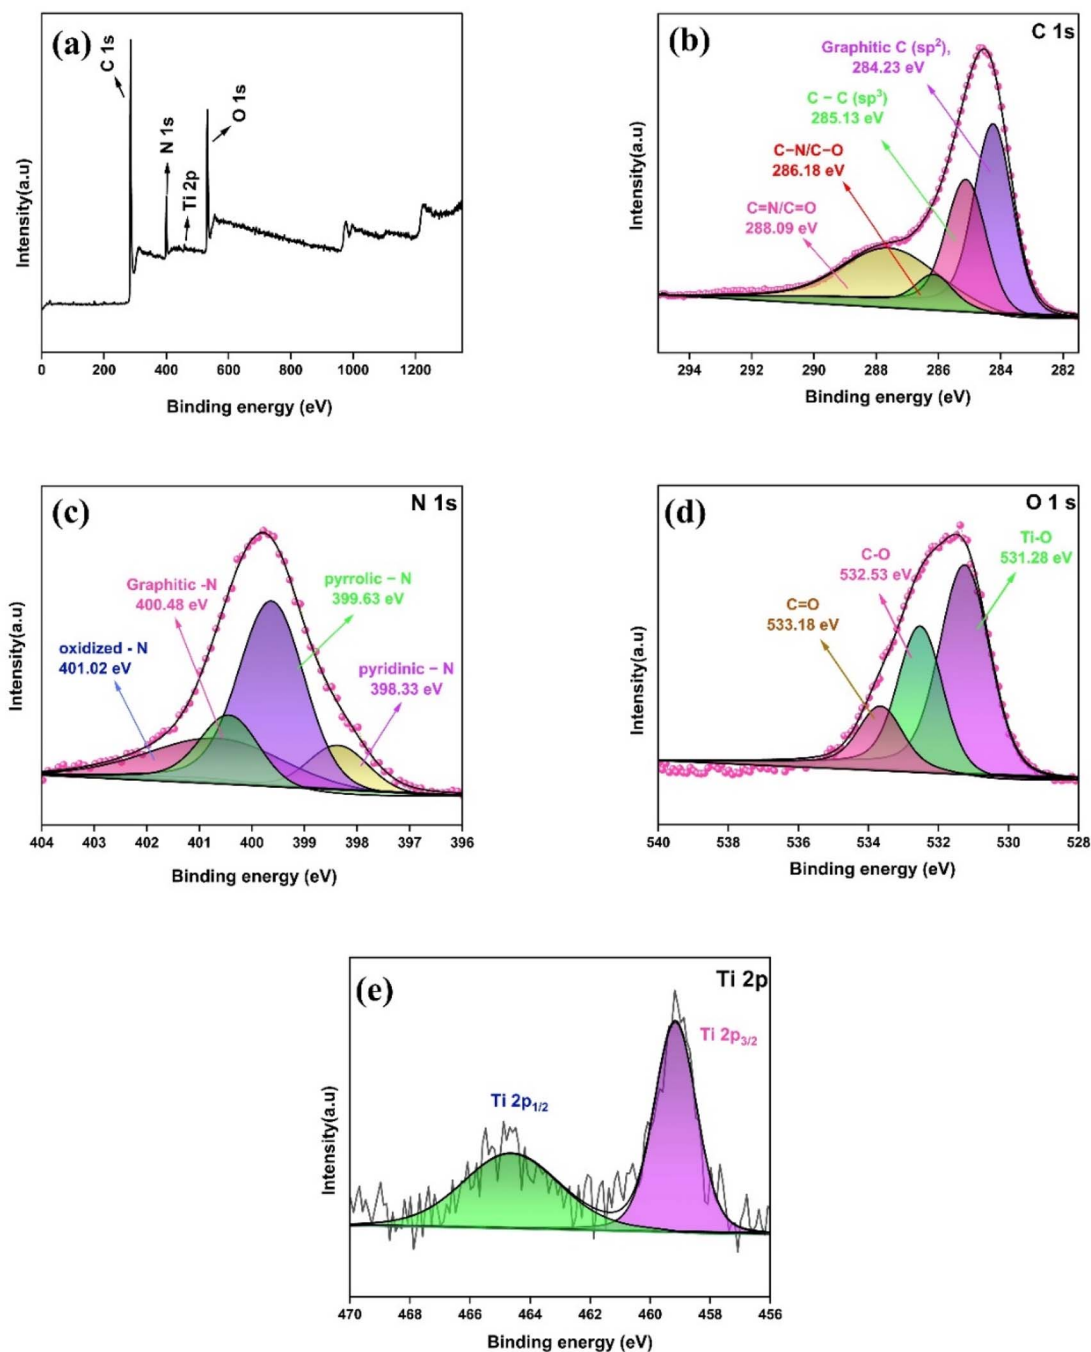 (a)
C 1s
N 1s
Ti 2p
O 1s
Intensity(a.u)
0 200 400 600 800 1000 1200
Binding energy (eV)
(b)
C 1s
Graphitic C (sp²),
284.23 eV
C – C (sp³)
285.13 eV
C–N/C–O
286.18 eV
C=N/C=O
288.09 eV
Intensity(a.u)
294 292 290 288 286 284 282
Binding energy (eV)
(c)
N 1s
Graphitic -N
400.48 eV
pyrrolic – N
399.63 eV
oxidized - N
401.02 eV
pyridinic – N
398.33 eV
Intensity(a.u)
404 403 402 401 400 399 398 397 396
Binding energy (eV)
(d)
O 1 s
Ti-O
531.28 eV
C-O
532.53 eV
C=O
533.18 eV
Intensity(a.u)
540 538 536 534 532 530 528
Binding energy (eV)
(e)
Ti 2p
Ti 2p₃/₂
Ti 2p₁/₂
Intensity(a.u)
470 468 466 464 462 460 458 456
Binding energy (eV)